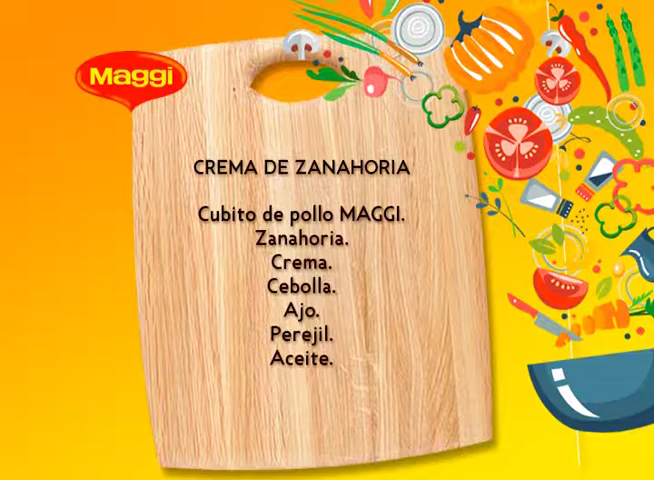 Maggi
CREMA DE ZANAHORIA
Cubito de pollo MAGGI.
Zanahoria.
Crema.
Cebolla.
Ajo.
Perejil.
Aceite.